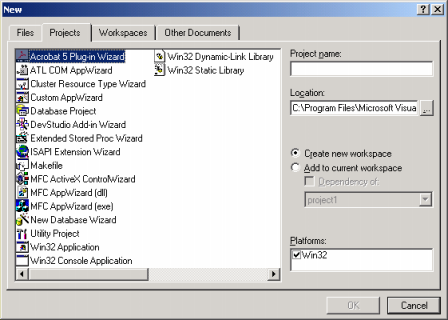 New
Files Projects Workspaces Other Documents
Acrobat 5 Plug-in Wizard
ATL COM AppWizard
Cluster Resource Type Wizard
Custom AppWizard
Database Project
DevStudio Add-in Wizard
Extended Stored Proc Wizard
ISAPI Extension Wizard
Makefile
MFC ActiveX ControlWizard
MFC AppWizard (dll)
MFC AppWizard (exe)
New Database Wizard
Utility Project
Win32 Application
Win32 Console Application
Win32 Dynamic-Link Library
Win32 Static Library
Project name:
Location:
C:\Program Files\Microsoft Visua ...
Create new workspace
Add to current workspace
Dependency of:
project1
Platforms:
Win32
OK Cancel